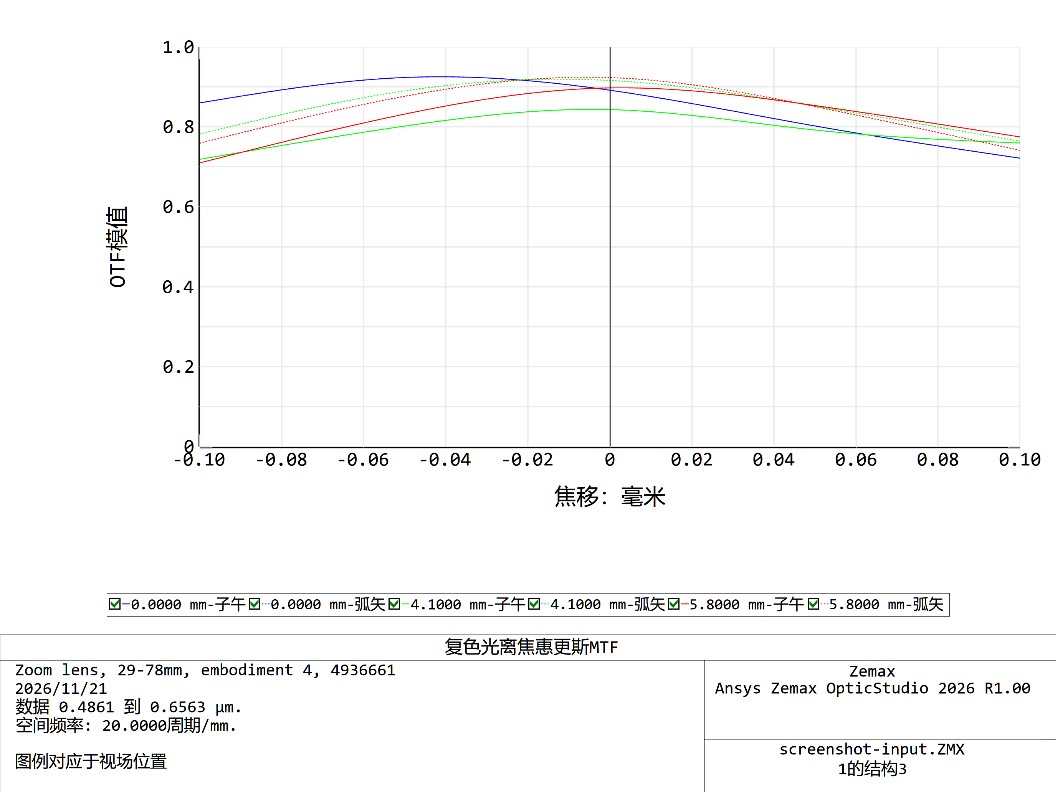 1.0
0.8
0.6
0.4
0.2
0
OTF模值
-0.10 -0.08 -0.06 -0.04 -0.02 0 0.02 0.04 0.06 0.08 0.10
焦移: 毫米
0.0000 mm-子午 0.0000 mm-弧矢 4.1000 mm-子午 4.1000 mm-弧矢 5.8000 mm-子午 5.8000 mm-弧矢
复色光离焦惠更斯MTF
Zoom lens, 29-78mm, embodiment 4, 4936661
2026/11/21
数据 0.4861 到 0.6563 µm.
空间频率: 20.0000周期/mm.
图例对应于视场位置
Zemax
Ansys Zemax OpticStudio 2026 R1.00
screenshot-input.ZMX
1的结构3